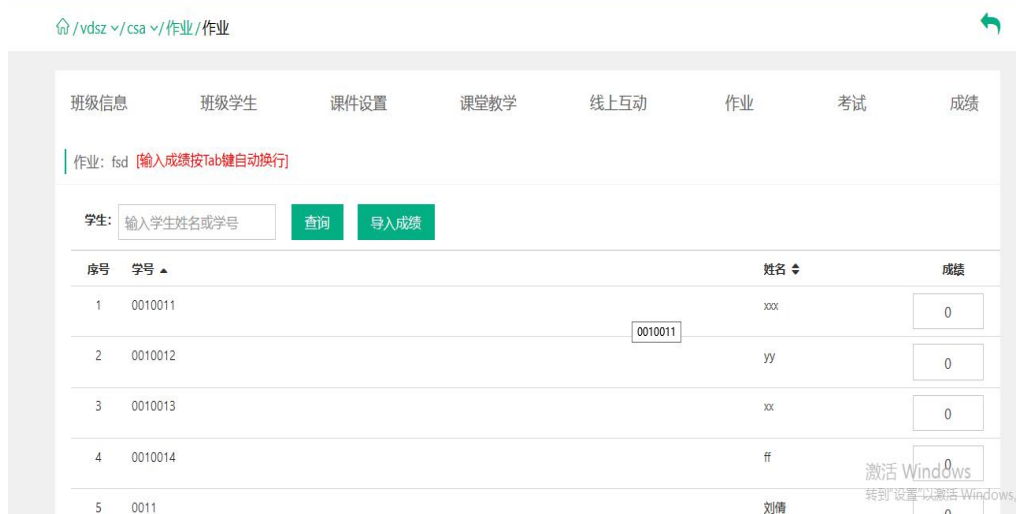 /vdsz /csa /作业/作业
班级信息 班级学生 课件设置 课堂教学 线上互动 作业 考试 成绩
作业：fsd [输入成绩按Tab键自动换行]
学生： 输入学生姓名或学号 查询 导入成绩
序号 学号 姓名 成绩
1 0010011 xxx 0
0010011
2 0010012 yy 0
3 0010013 xx 0
4 0010014 ff 0
激活 Windows
转到"设置"以激活 Windows。
5 0011 刘倩 0